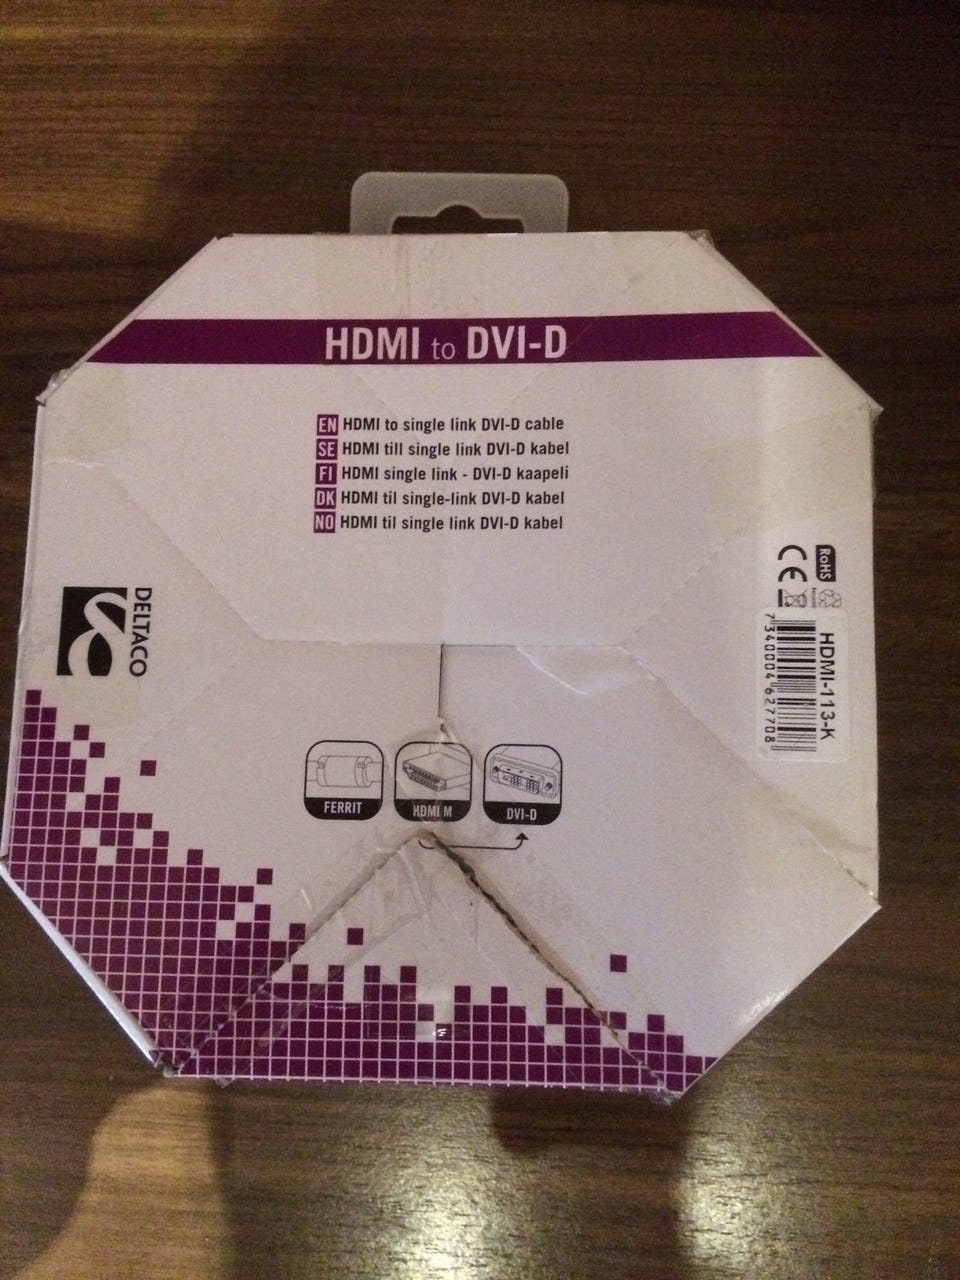 HDMI to DVI-D
EN HDMI to single link DVI-D cable
SE HDMI till single link DVI-D kabel
FI HDMI single link - DVI-D kaapeli
DK HDMI til single-link DVI-D kabel
NO HDMI til single link DVI-D kabel
RoHS
CE
HDMI-113-K
7340004627708
DELTACO
FERRIT
HDMI M
DVI-D